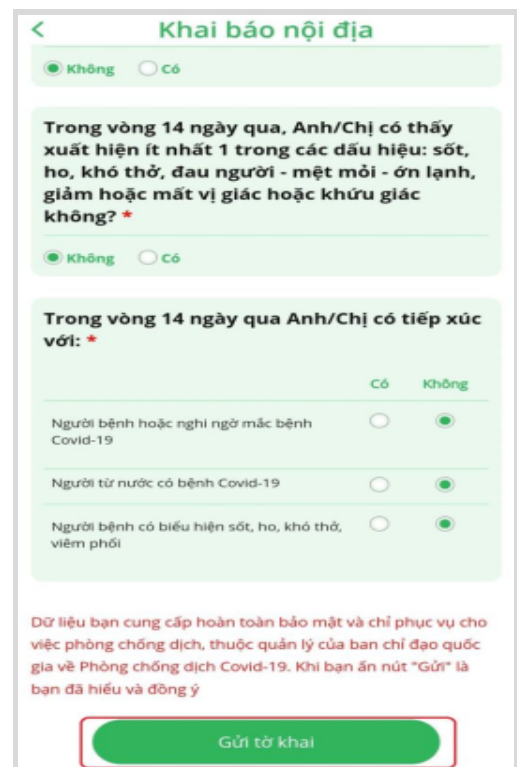 Khai báo nội địa
Không Có
Trong vòng 14 ngày qua, Anh/Chị có thấy
xuất hiện ít nhất 1 trong các dấu hiệu: sốt,
ho, khó thở, đau người - mệt mỏi - ớn lạnh,
giảm hoặc mất vị giác hoặc khứu giác
không? *
Không Có
Trong vòng 14 ngày qua Anh/Chị có tiếp xúc
với: *
Có Không
Người bệnh hoặc nghi ngờ mắc bệnh
Covid-19
Người từ nước có bệnh Covid-19
Người bệnh có biểu hiện sốt, ho, khó thở,
viêm phổi
Dữ liệu bạn cung cấp hoàn toàn bảo mật và chỉ phục vụ cho
việc phòng chống dịch, thuộc quản lý của ban chỉ đạo quốc
gia về Phòng chống dịch Covid-19. Khi bạn ấn nút "Gửi" là
bạn đã hiểu và đồng ý
Gửi tờ khai